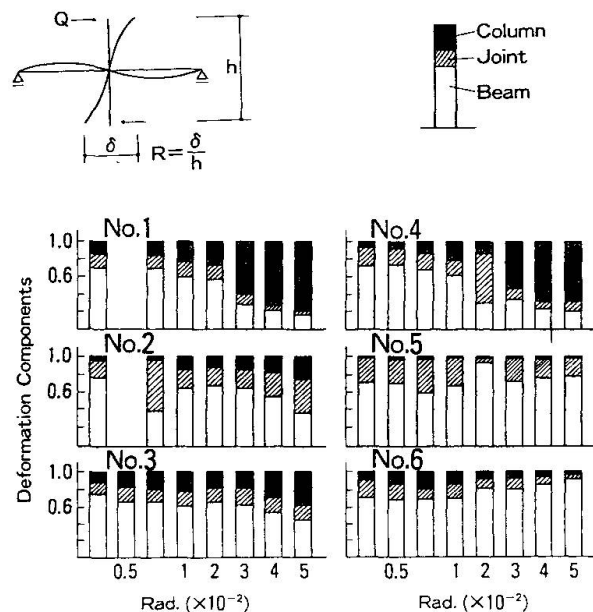 Q
h
δ
R=δ/h
Column
Joint
Beam
Deformation Components
No.1
1.0
0.6
No.4
No.2
1.0
0.6
No.5
No.3
1.0
0.6
No.6
0.5 1 2 3 4 5
0.5 1 2 3 4 5
Rad. (×10⁻²)
Rad. (×10⁻²)